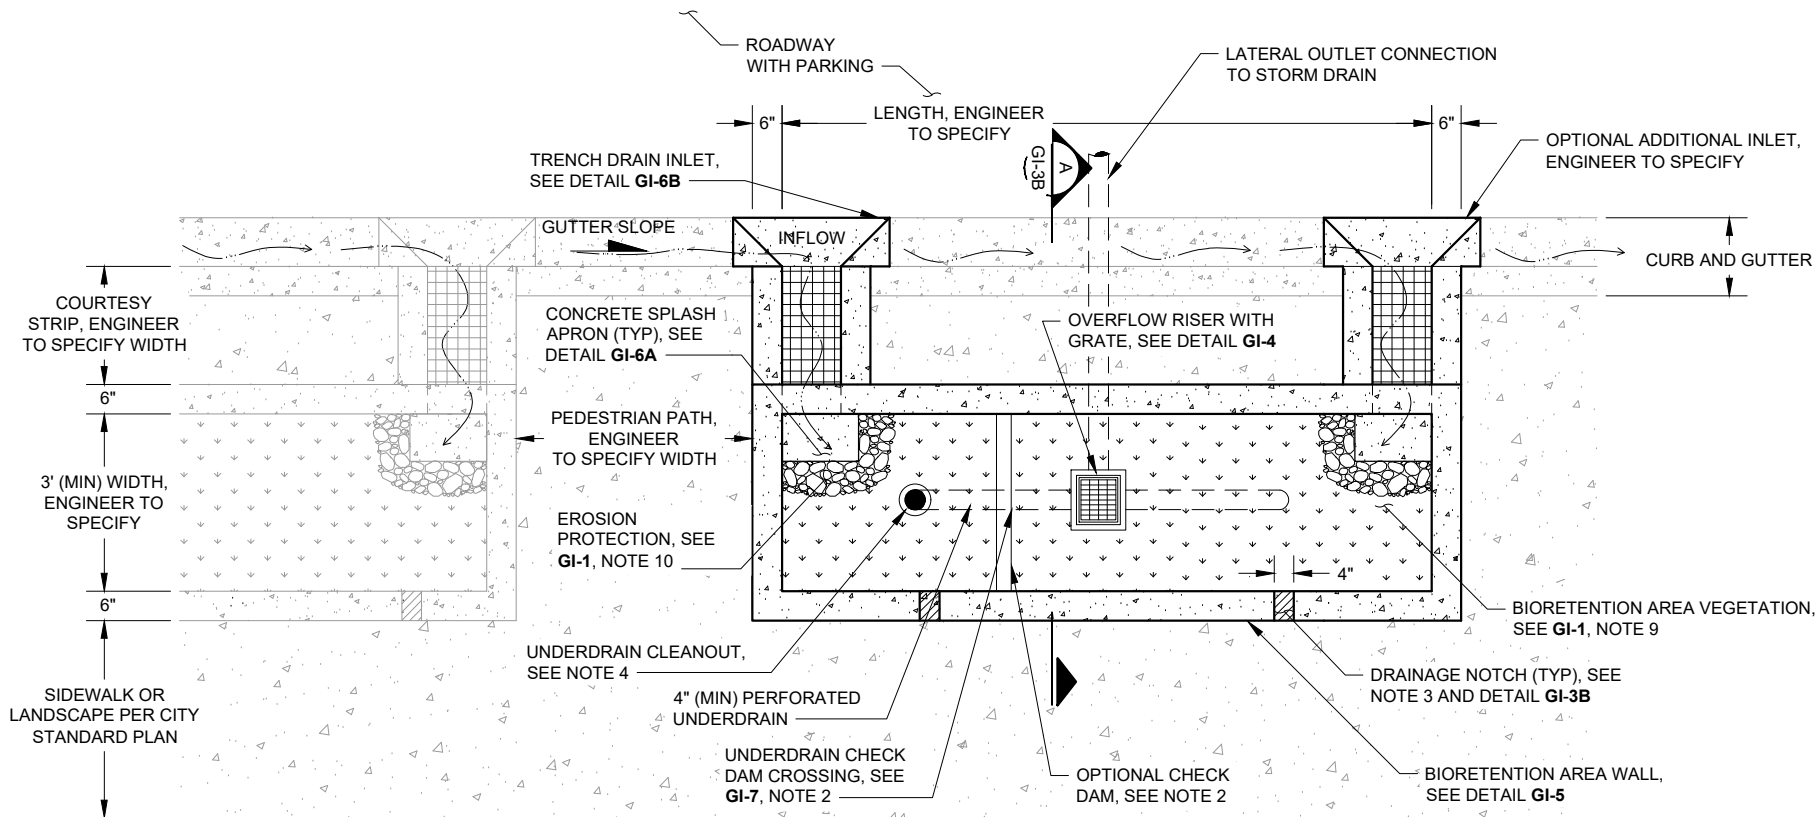 ROADWAY
WITH PARKING
LATERAL OUTLET CONNECTION
TO STORM DRAIN
6"
LENGTH, ENGINEER
TO SPECIFY
6"
OPTIONAL ADDITIONAL INLET,
ENGINEER TO SPECIFY
TRENCH DRAIN INLET,
SEE DETAIL GI-6B
A
GI-3B
GUTTER SLOPE
INFLOW
CURB AND GUTTER
COURTESY
STRIP, ENGINEER
TO SPECIFY WIDTH
CONCRETE SPLASH
APRON (TYP), SEE
DETAIL GI-6A
OVERFLOW RISER WITH
GRATE, SEE DETAIL GI-4
6"
PEDESTRIAN PATH,
ENGINEER
TO SPECIFY WIDTH
3' (MIN) WIDTH,
ENGINEER TO
SPECIFY
EROSION
PROTECTION, SEE
GI-1, NOTE 10
4"
6"
BIORETENTION AREA VEGETATION,
SEE GI-1, NOTE 9
UNDERDRAIN CLEANOUT,
SEE NOTE 4
DRAINAGE NOTCH (TYP), SEE
NOTE 3 AND DETAIL GI-3B
SIDEWALK OR
LANDSCAPE PER CITY
STANDARD PLAN
4" (MIN) PERFORATED
UNDERDRAIN
UNDERDRAIN CHECK
DAM CROSSING, SEE
GI-7, NOTE 2
OPTIONAL CHECK
DAM, SEE NOTE 2
BIORETENTION AREA WALL,
SEE DETAIL GI-5